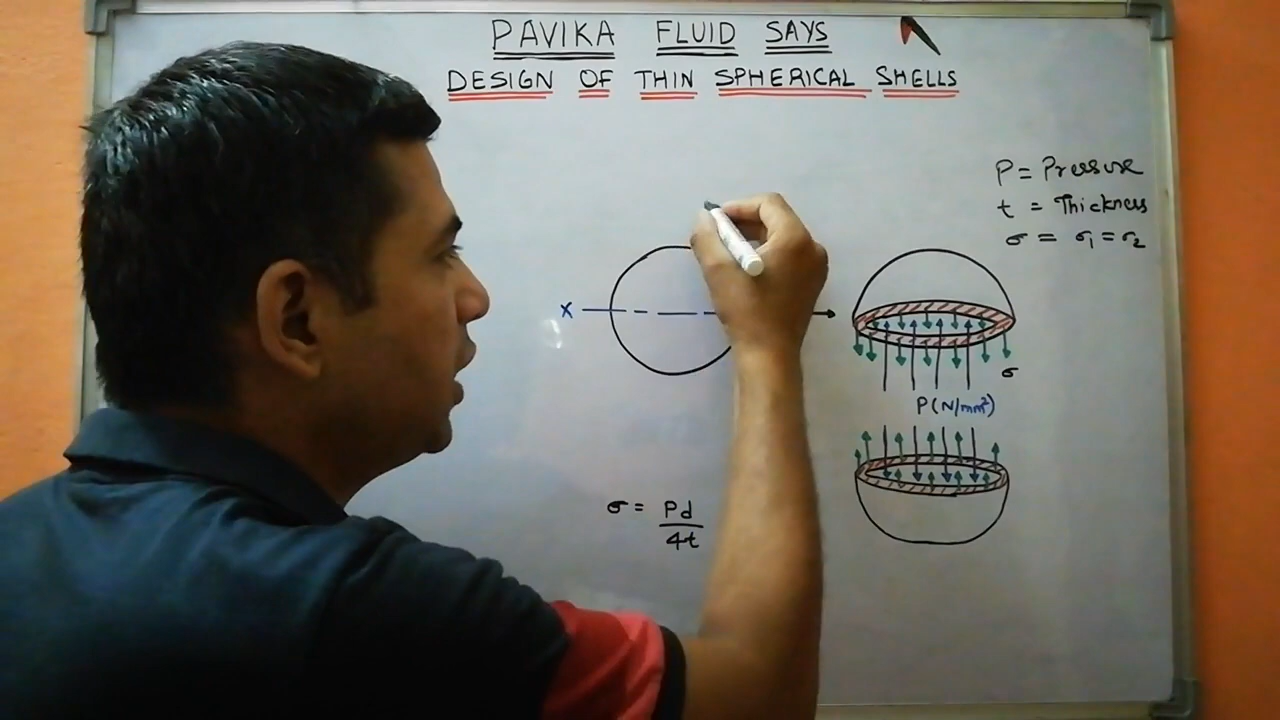 PAVIKA FLUID SAYS
DESIGN OF THIN SPHERICAL SHELLS
P = Pressure
t = Thickness
σ = σ1 = σ2
X
σ
P(N/mm²)
σ = Pd
4t